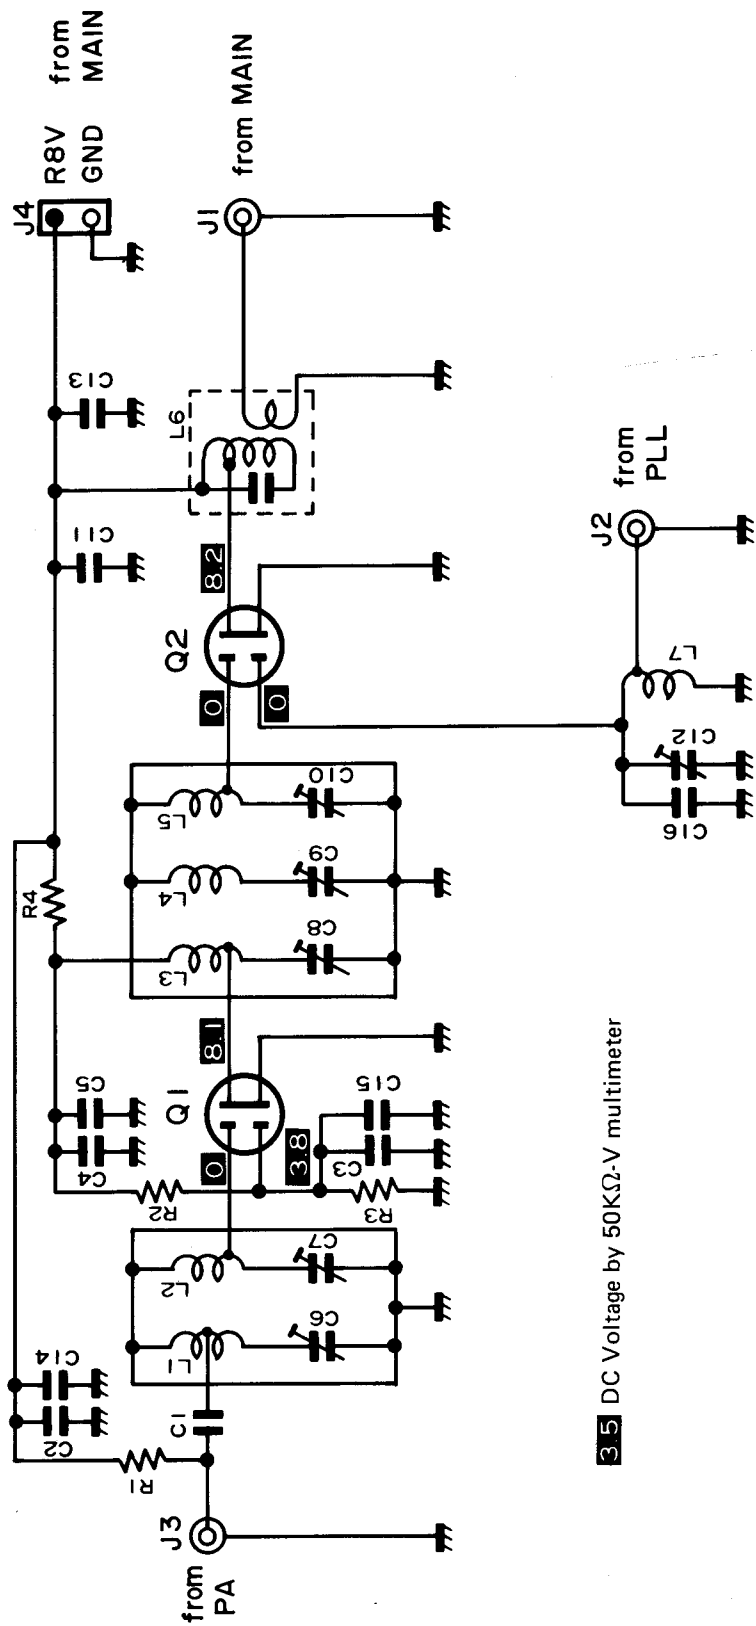 J4
R8V from
GND MAIN
C13
L6
J1
from MAIN
C11
8.2
Q2
0
0
J2
from
PLL
L7
C12
C16
R4
L5
C10
L4
C9
L3
C8
8.1
Q1
C5
C4
3.8
C15
C3
R2
R3
0
L2
C7
L1
C6
C14
C2
R1
C1
J3
from
PA
3.5 DC Voltage by 50KΩ-V multimeter